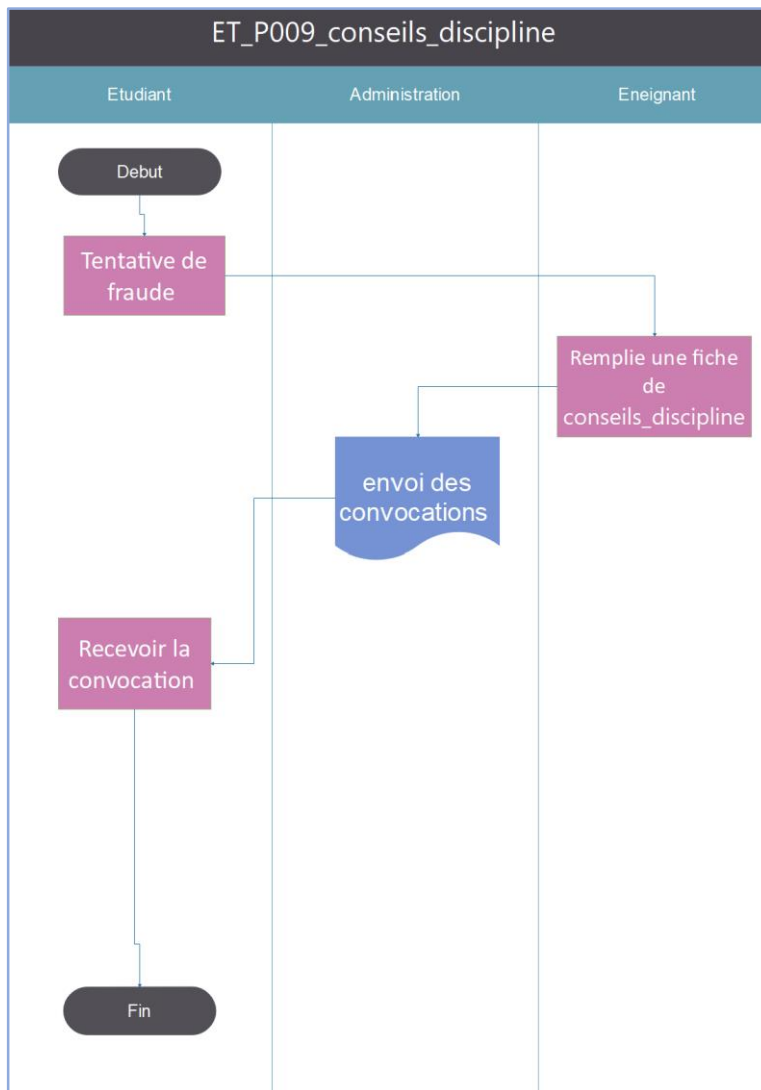 ET_P009_conseils_discipline
Etudiant
Administration
Eneignant
Debut
Tentative de
fraude
Remplie une fiche
de
conseils_discipline
envoi des
convocations
Recevoir la
convocation
Fin